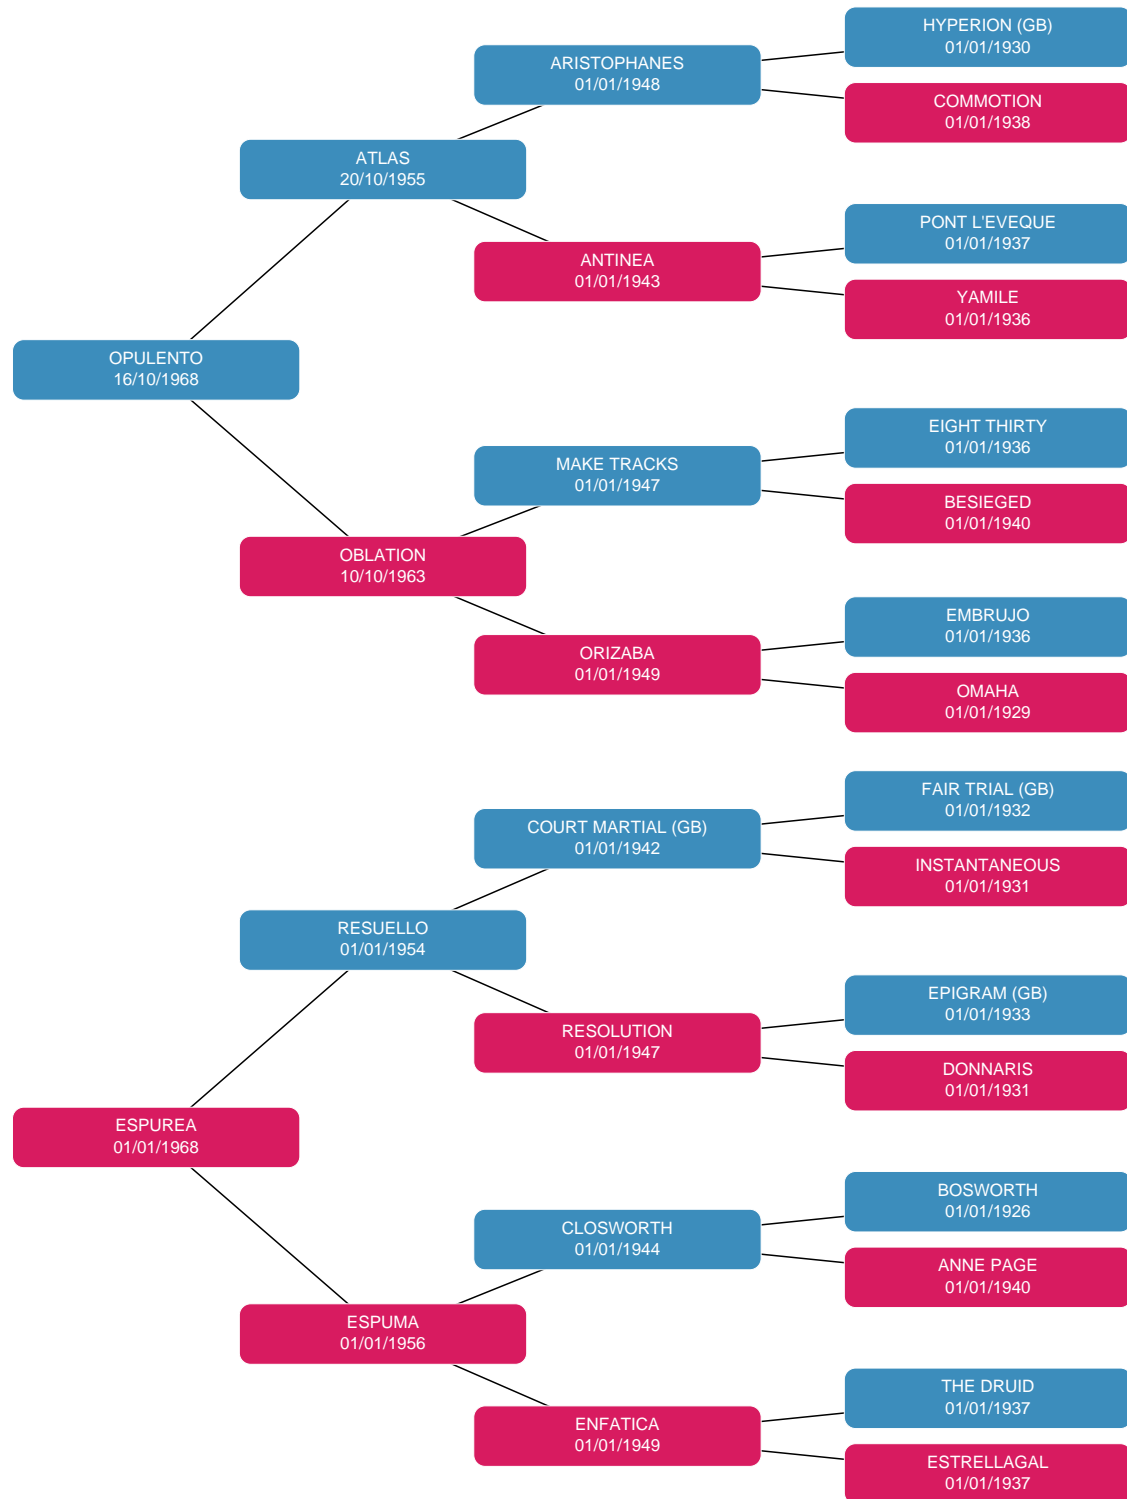 HYPERION (GB)
01/01/1930
ARISTOPHANES
01/01/1948
COMMOTION
01/01/1938
ATLAS
20/10/1955
PONT L'EVEQUE
01/01/1937
ANTINEA
01/01/1943
YAMILE
01/01/1936
OPULENTO
16/10/1968
EIGHT THIRTY
01/01/1936
MAKE TRACKS
01/01/1947
BESIEGED
01/01/1940
OBLATION
10/10/1963
EMBRUJO
01/01/1936
ORIZABA
01/01/1949
OMAHA
01/01/1929
FAIR TRIAL (GB)
01/01/1932
COURT MARTIAL (GB)
01/01/1942
INSTANTANEOUS
01/01/1931
RESUELLO
01/01/1954
EPIGRAM (GB)
01/01/1933
RESOLUTION
01/01/1947
DONNARIS
01/01/1931
ESPUREA
01/01/1968
BOSWORTH
01/01/1926
CLOSWORTH
01/01/1944
ANNE PAGE
01/01/1940
ESPUMA
01/01/1956
THE DRUID
01/01/1937
ENFATICA
01/01/1949
ESTRELLAGAL
01/01/1937